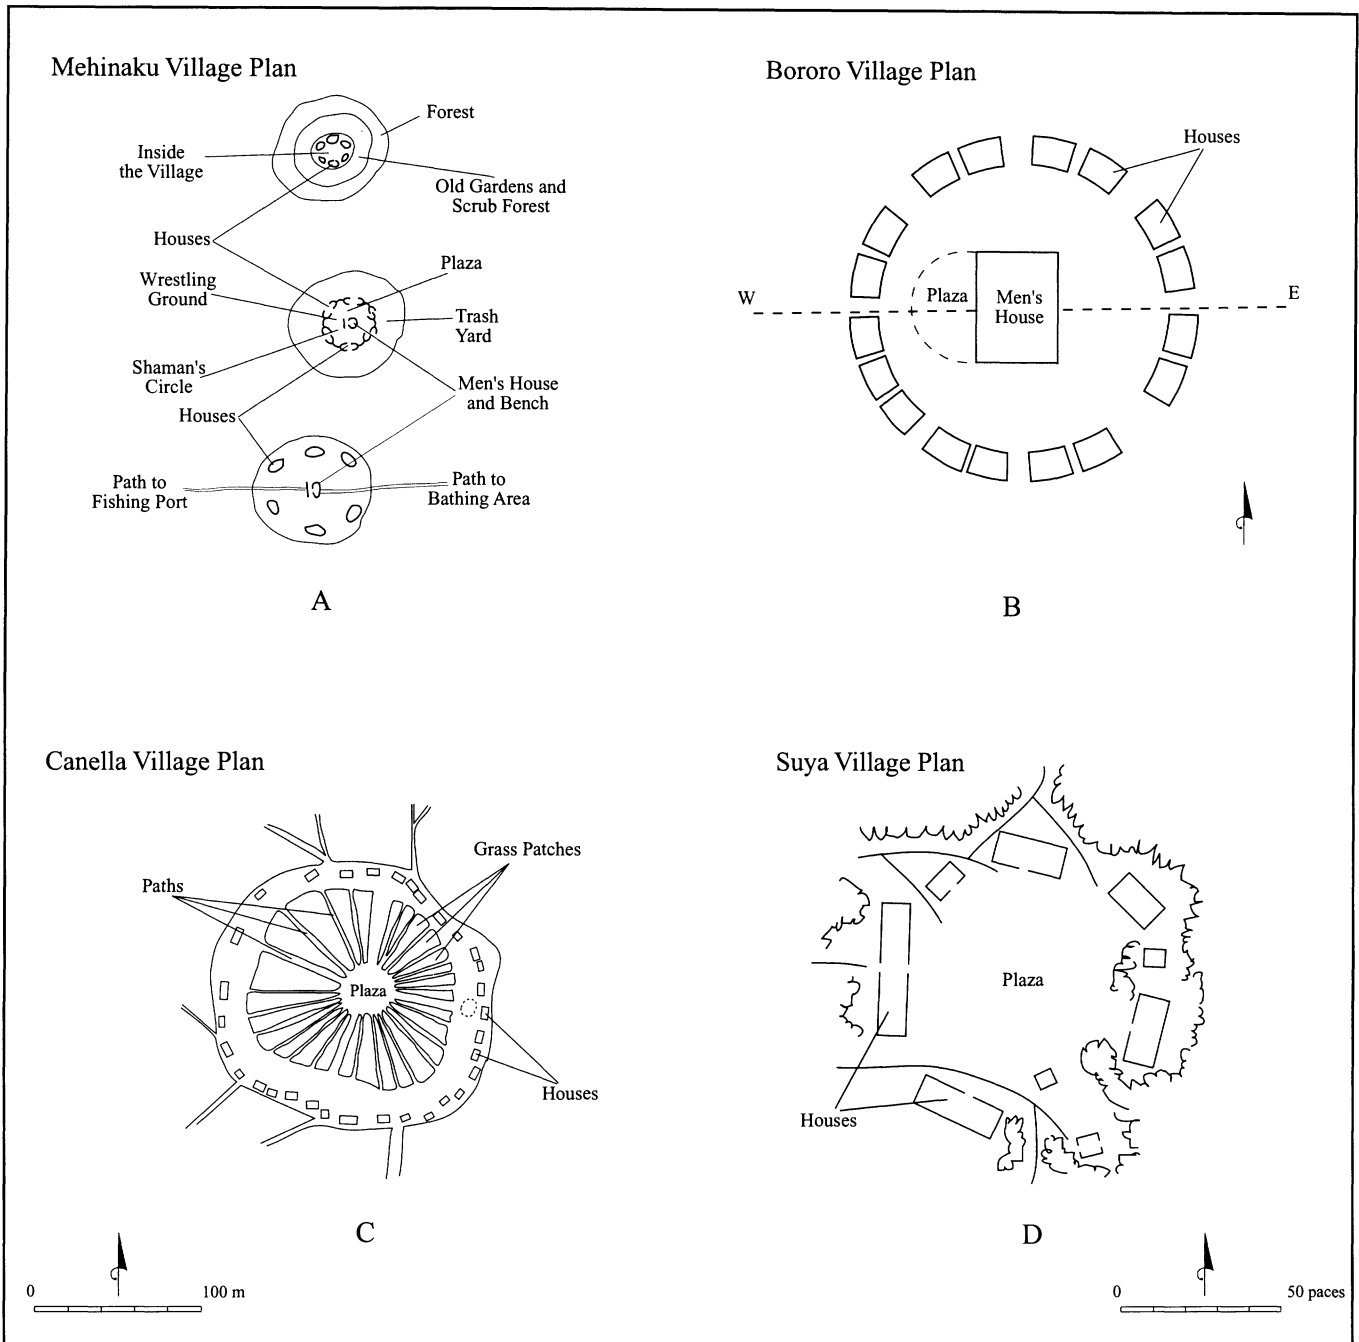 Mehinaku Village Plan
Forest
Inside
the Village
Old Gardens and
Scrub Forest
Houses
Plaza
Wrestling
Ground
Trash
Yard
Shaman's
Circle
Men's House
and Bench
Houses
Path to
Fishing Port
Path to
Bathing Area
A
Bororo Village Plan
Houses
W
Plaza
Men's
House
E
B
Canella Village Plan
Grass Patches
Paths
Plaza
Houses
C
0
100 m
Suya Village Plan
Plaza
Houses
D
0
50 paces